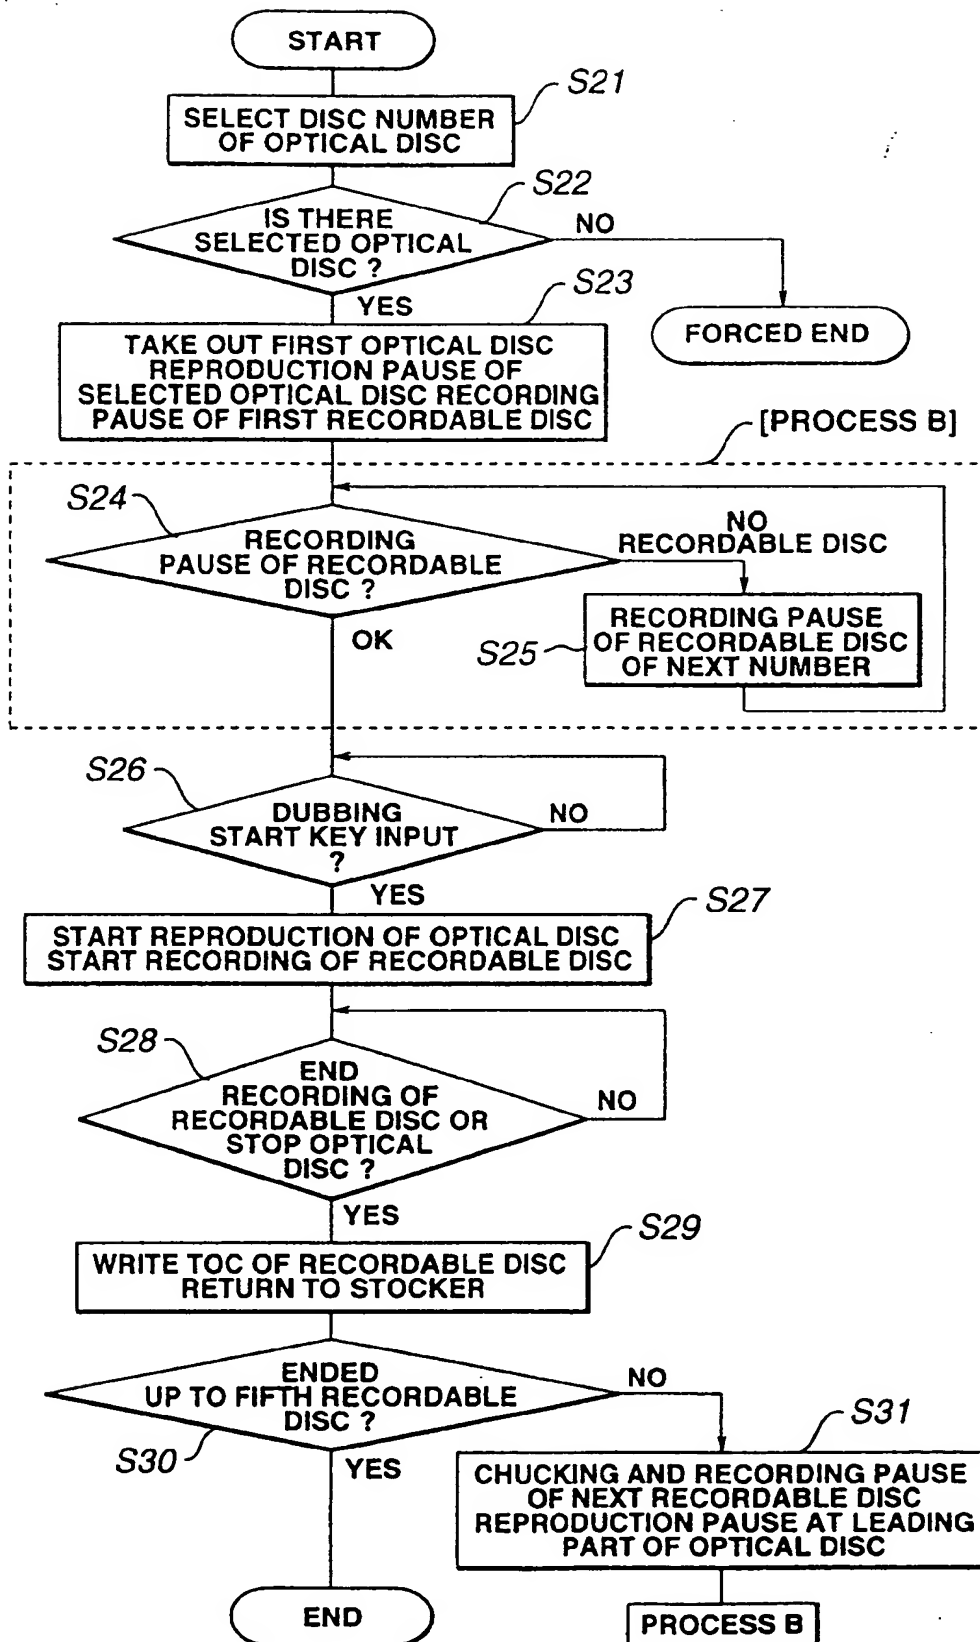 START
S21
SELECT DISC NUMBER
OF OPTICAL DISC
S22
IS THERE
SELECTED OPTICAL
DISC ?
NO
YES
S23
FORCED END
TAKE OUT FIRST OPTICAL DISC
REPRODUCTION PAUSE OF
SELECTED OPTICAL DISC RECORDING
PAUSE OF FIRST RECORDABLE DISC
[PROCESS B]
S24
RECORDING
PAUSE OF RECORDABLE
DISC ?
NO
RECORDABLE DISC
OK
S25
RECORDING PAUSE
OF RECORDABLE DISC
OF NEXT NUMBER
S26
DUBBING
START KEY INPUT
?
NO
YES
S27
START REPRODUCTION OF OPTICAL DISC
START RECORDING OF RECORDABLE DISC
S28
END
RECORDING OF
RECORDABLE DISC OR
STOP OPTICAL
DISC ?
NO
YES
S29
WRITE TOC OF RECORDABLE DISC
RETURN TO STOCKER
ENDED
UP TO FIFTH RECORDABLE
DISC ?
NO
S30
YES
S31
CHUCKING AND RECORDING PAUSE
OF NEXT RECORDABLE DISC
REPRODUCTION PAUSE AT LEADING
PART OF OPTICAL DISC
END
PROCESS B